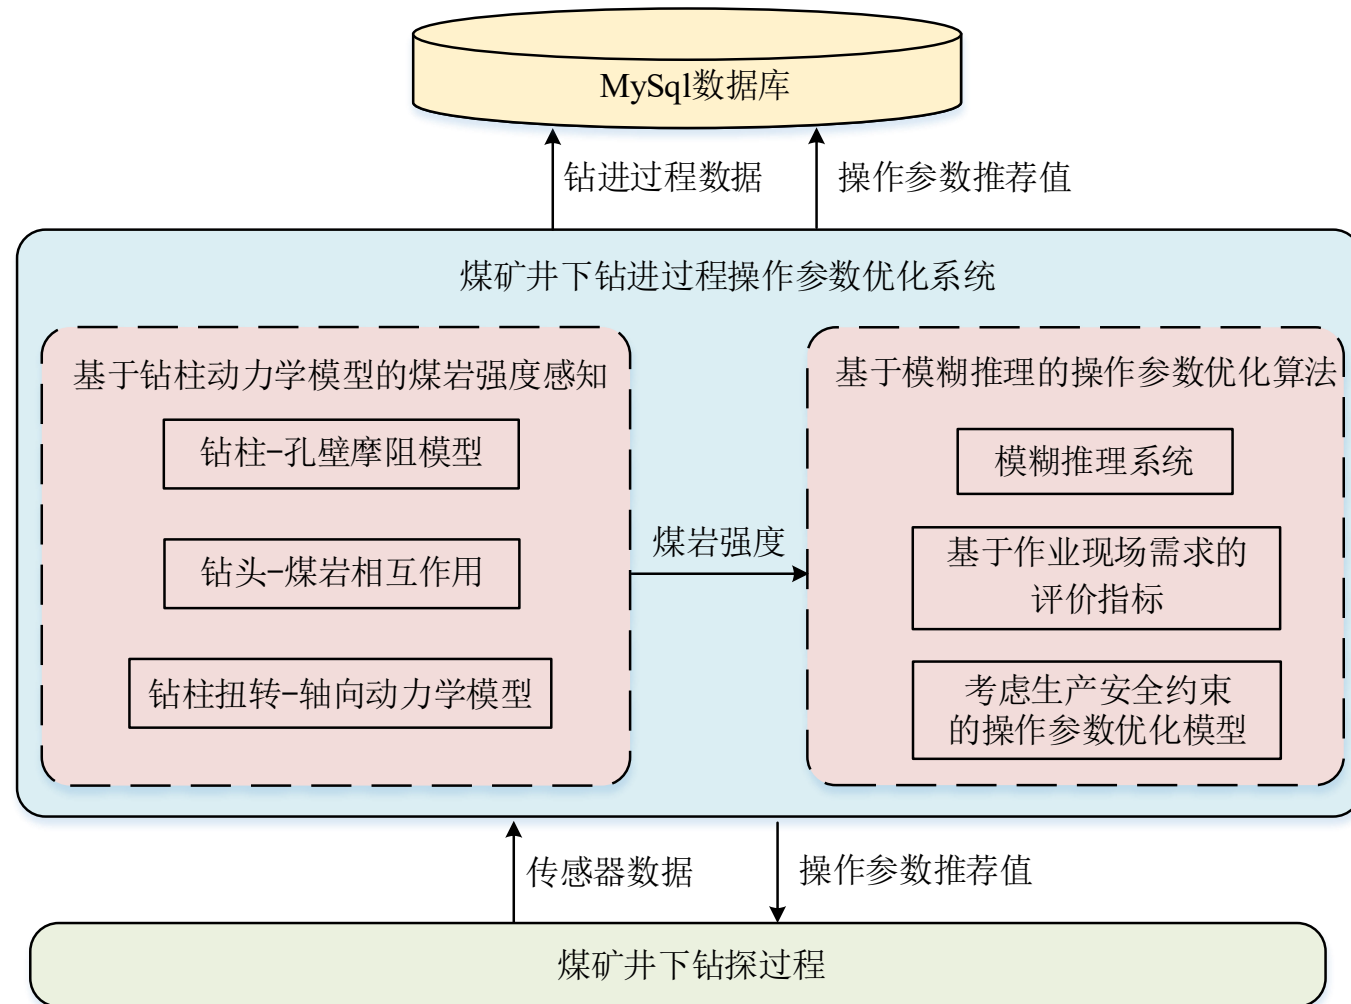 MySql数据库
钻进过程数据
操作参数推荐值
煤矿井下钻进过程操作参数优化系统
基于钻柱动力学模型的煤岩强度感知
钻柱-孔壁摩阻模型
钻头-煤岩相互作用
钻柱扭转-轴向动力学模型
煤岩强度
基于模糊推理的操作参数优化算法
模糊推理系统
基于作业现场需求的
评价指标
考虑生产安全约束
的操作参数优化模型
传感器数据
操作参数推荐值
煤矿井下钻探过程